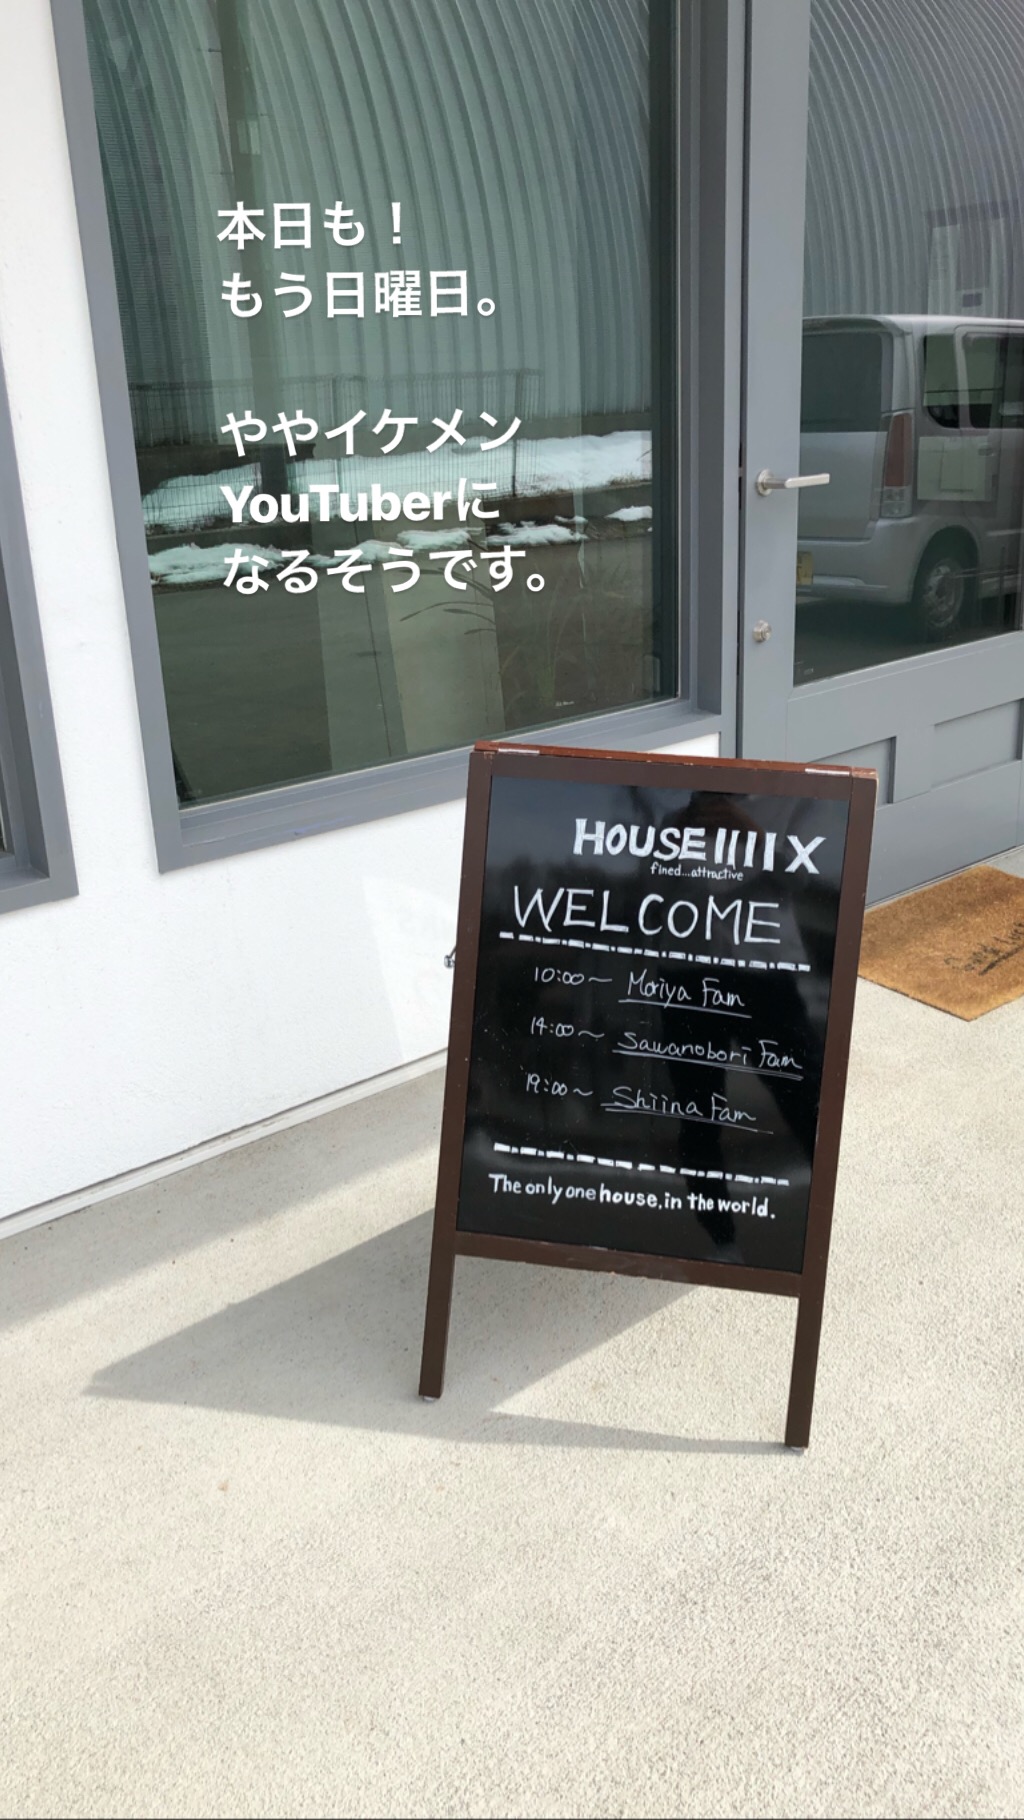 本日も！
もう日曜日。
ややイケメン
YouTuberに
なるそうです。
HOUSE IIIII X
fined...attractive
WELCOME
10:00～ Moriya Fam
14:00～ Sawanobori Fam
19:00～ Shiina Fam
The only one house.in the world.